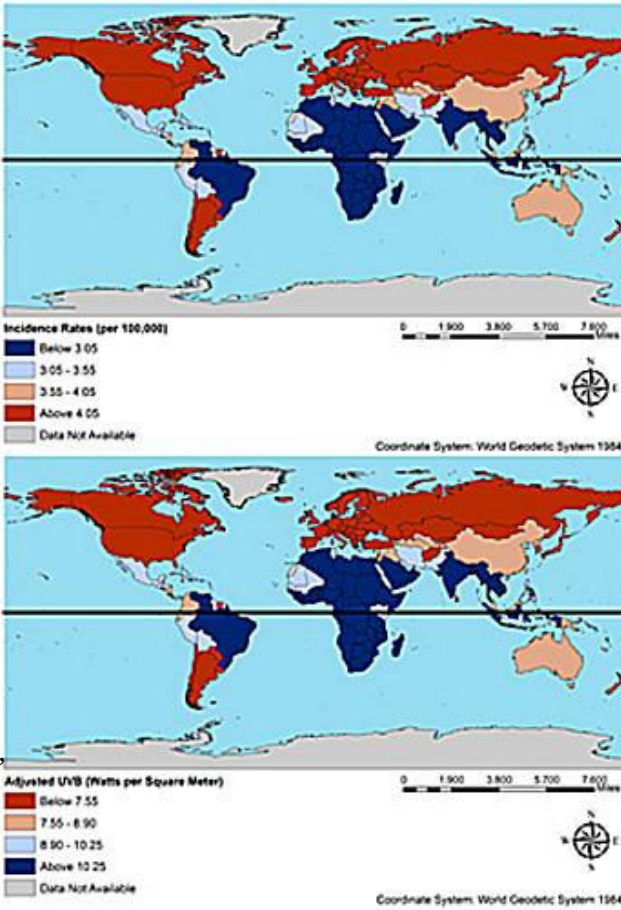 Incidence Rates (per 100,000)
Below 3.05
3.05 - 3.55
3.55 - 4.05
Above 4.05
Data Not Available
0 1.900 3.800 5.700 7.600
Miles
N
W E
S
Coordinate System: World Geodetic System 1984
,
Adjusted UVB (Watts per Square Meter)
Below 7.55
7.55 - 8.90
8.90 - 10.25
Above 10.25
Data Not Available
0 1.900 3.800 5.700 7.600
Miles
N
W E
S
Coordinate System: World Geodetic System 1984